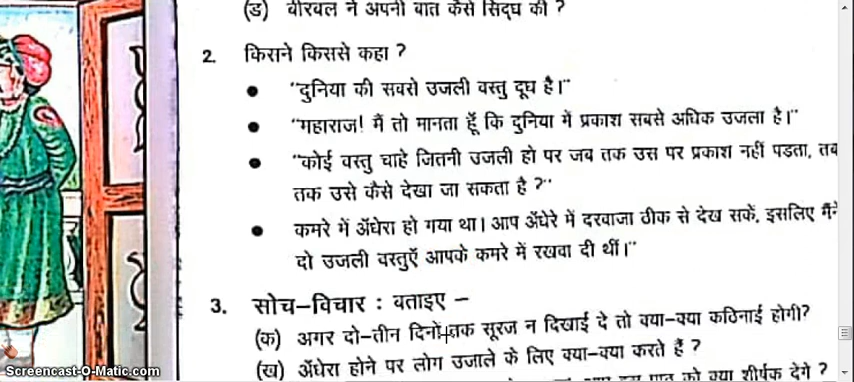 (ड) बीरबल ने अपनी बात कैसे सिद्ध की ?
2. किसने किससे कहा ?
• "दुनिया की सबसे उजली वस्तु दूध है।"
• "महाराज! मैं तो मानता हूँ कि दुनिया में प्रकाश सबसे अधिक उजला है।"
• "कोई वस्तु चाहे जितनी उजली हो पर जब तक उस पर प्रकाश नहीं पडता, तब
तक उसे कैसे देखा जा सकता है ?"
• कमरे में अँधेरा हो गया था। आप अँधेरे में दरवाजा ठीक से देख सकें, इसलिए मैंने
दो उजली वस्तुएँ आपके कमरे में रखवा दी थीं।"
3. सोच-विचार : बताइए -
(क) अगर दो-तीन दिनों तक सूरज न दिखाई दे तो क्या-क्या कठिनाई होगी?
(ख) अँधेरा होने पर लोग उजाले के लिए क्या-क्या करते हैं ?
पाठ को क्या शीर्षक देंगे ?
Screencast-O-Matic.com